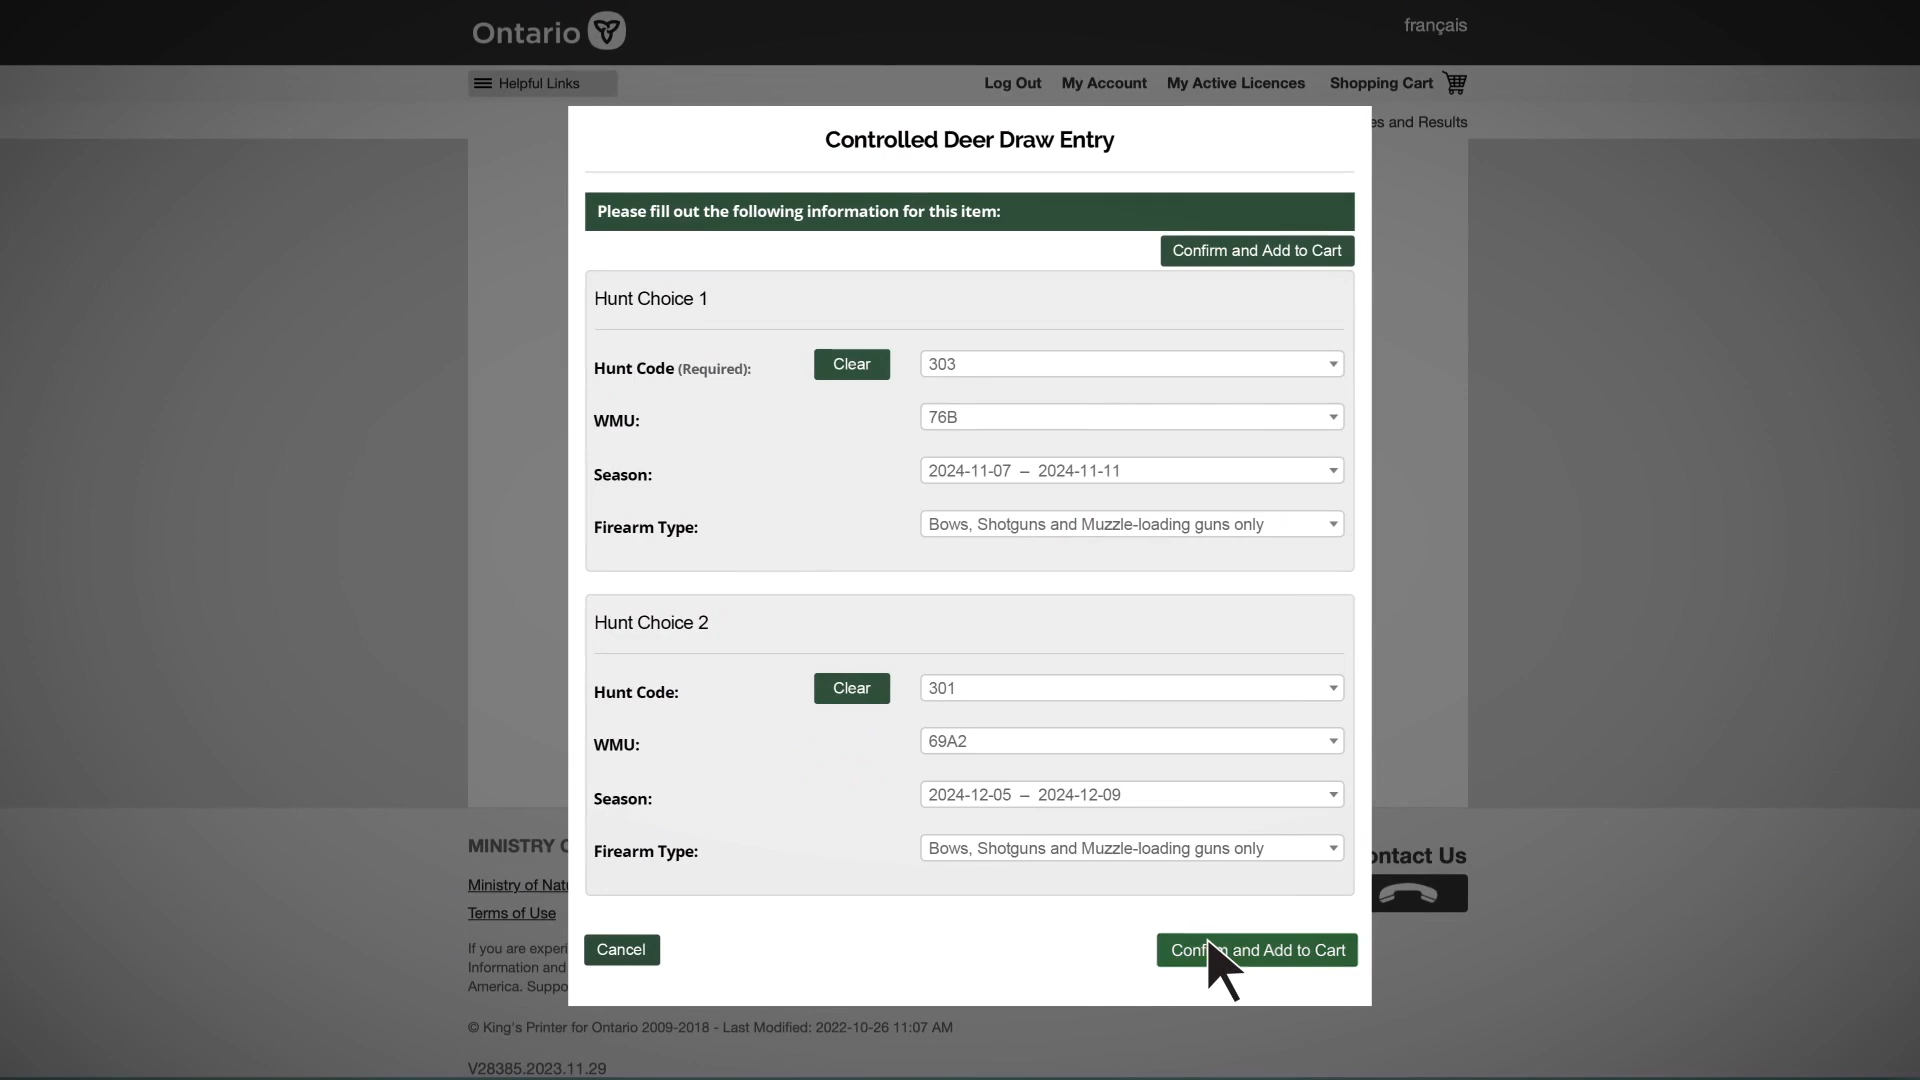 Ontario
français
Helpful Links
Log Out My Account My Active Licences Shopping Cart
es and Results
Controlled Deer Draw Entry
Please fill out the following information for this item:
Confirm and Add to Cart
Hunt Choice 1
Hunt Code (Required): Clear 303
WMU: 76B
Season: 2024-11-07 – 2024-11-11
Firearm Type: Bows, Shotguns and Muzzle-loading guns only
Hunt Choice 2
Hunt Code: Clear 301
WMU: 69A2
Season: 2024-12-05 – 2024-12-09
Firearm Type: Bows, Shotguns and Muzzle-loading guns only
Cancel
Confirm and Add to Cart
MINISTRY
ontact Us
Ministry of Natu
Terms of Use
If you are experi
Information and
America. Suppo
© King's Printer for Ontario 2009-2018 - Last Modified: 2022-10-26 11:07 AM
V28385.2023.11.29